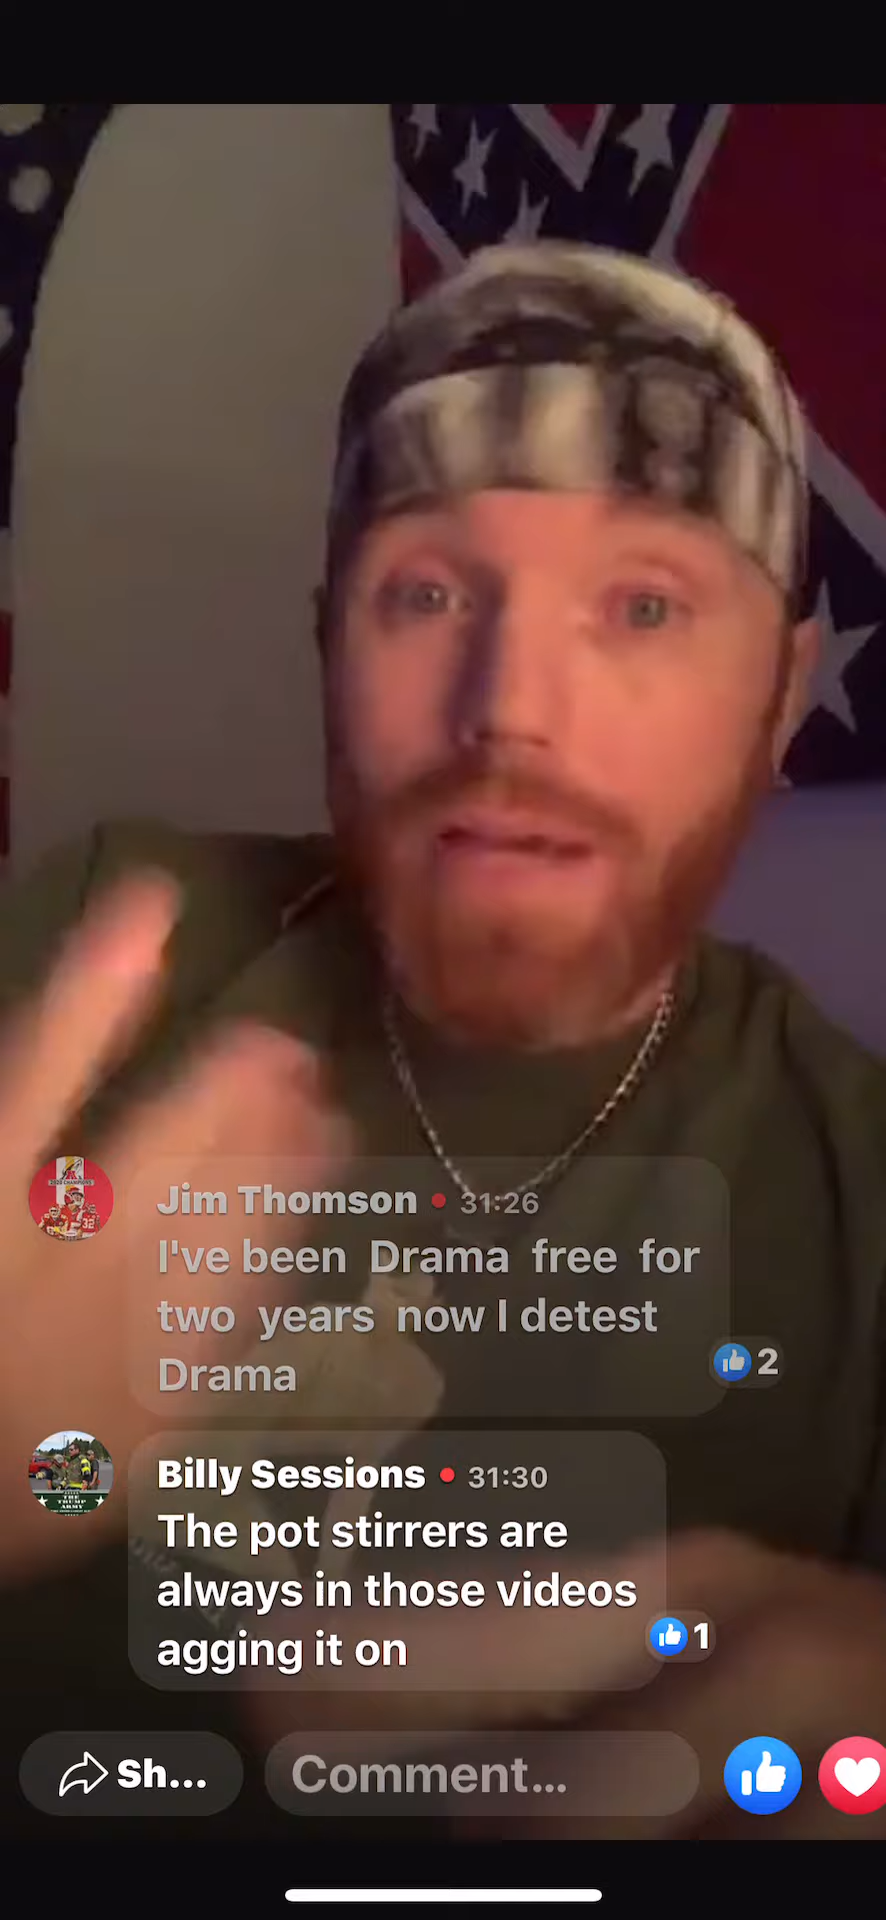 Jim Thomson • 31:26
I've been Drama free for
two years now I detest
Drama
2
Billy Sessions • 31:30
The pot stirrers are
always in those videos
agging it on
1
Sh...
Comment...